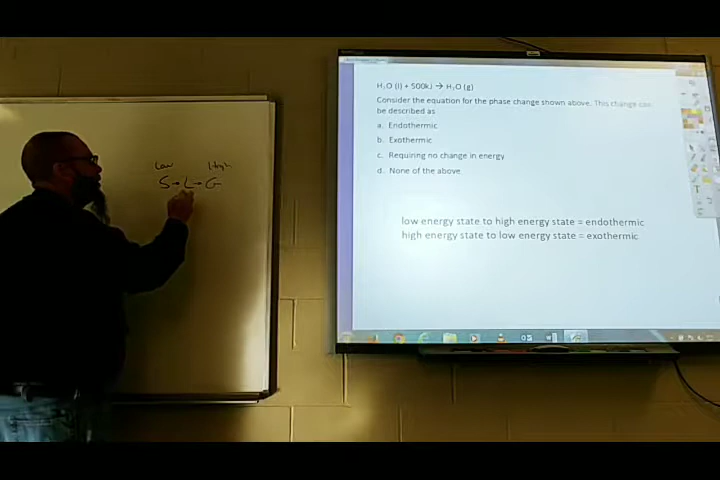 Low High
S → L → G
H₂O (l) + 500kJ → H₂O (g)
Consider the equation for the phase change shown above. This change can
be described as
a. Endothermic
b. Exothermic
c. Requiring no change in energy
d. None of the above
low energy state to high energy state = endothermic
high energy state to low energy state = exothermic